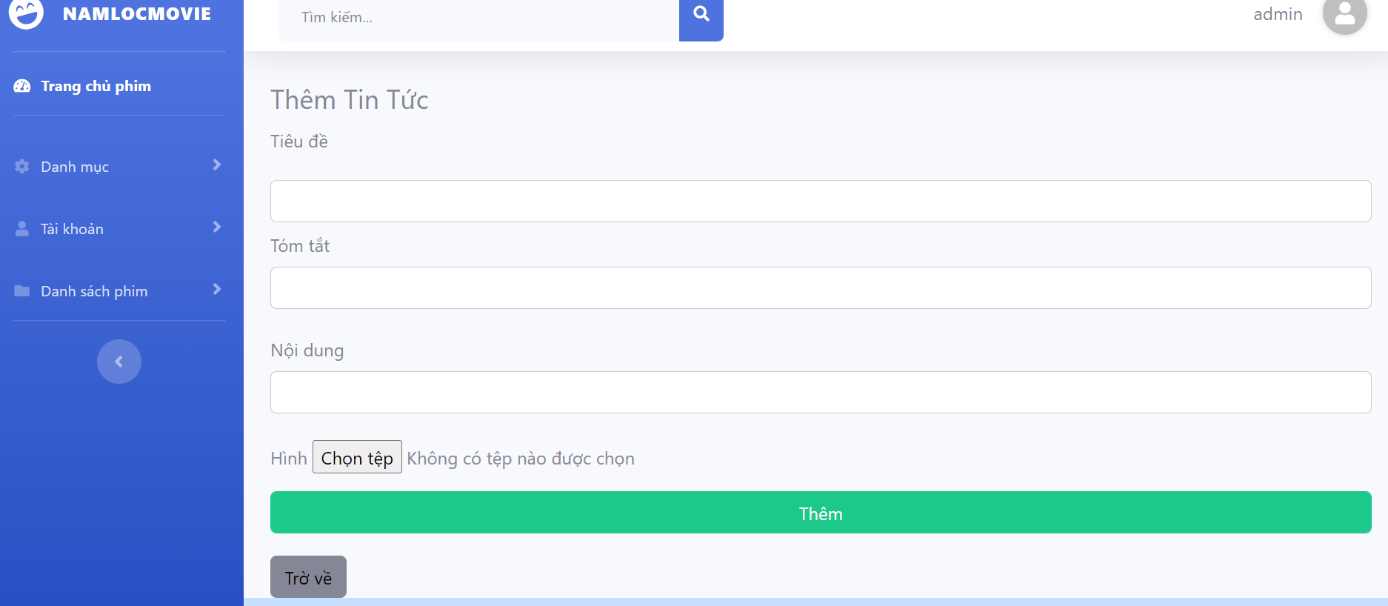 NAMLOCMOVIE
Tìm kiếm...
admin
Trang chủ phim
Danh mục
Tài khoản
Danh sách phim
Thêm Tin Tức
Tiêu đề
Tóm tắt
Nội dung
Hình Chọn tệp Không có tệp nào được chọn
Thêm
Trở về